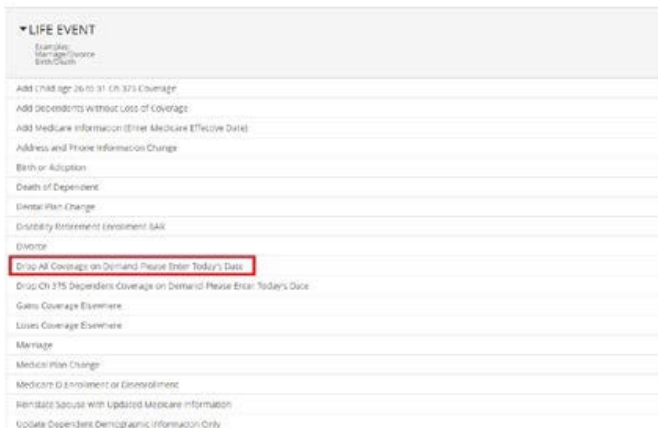 LIFE EVENT
Examples:
Marriage/Divorce
Birth/Death
Add Child age 26 to 31 Ch 375 Coverage
Add Dependents Without Loss of Coverage
Add Medicare Information (Enter Medicare Effective Date)
Address and Phone Information Change
Birth or Adoption
Death of Dependent
Dental Plan Change
Disability Retirement Enrollment
Divorce
Drop All Coverage on Demand-Please Enter Today's Date
Drop Ch 375 Dependent Coverage on Demand-Please Enter Today's Date
Gains Coverage Elsewhere
Loses Coverage Elsewhere
Marriage
Medical Plan Change
Medicare D Enrollment or Disenrollment
Reinstate Spouse with Updated Medicare Information
Update Dependent Demographic Information Only